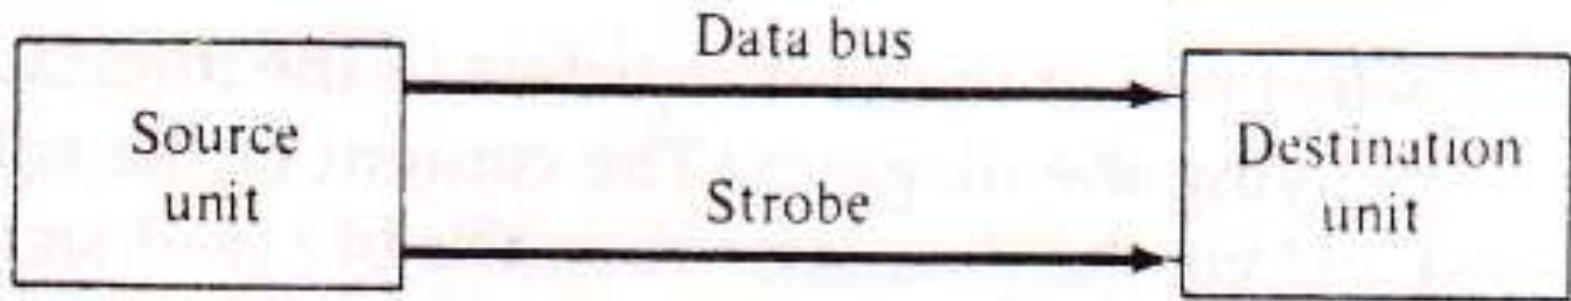 Data bus
Source
unit
Strobe
Destination
unit